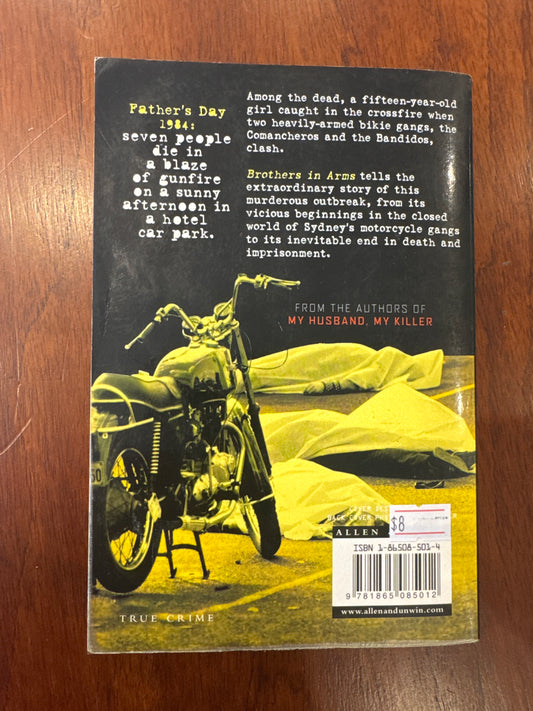 Father's Day
1984:
seven people
die in
a blaze
of gunfire
on a sunny
afternoon in
a hotel
car park.
Among the dead, a fifteen-year-old
girl caught in the crossfire when
two heavily-armed bikie gangs, the
Comancheros and the Bandidos,
clash.
Brothers in Arms tells the
extraordinary story of this
murderous outbreak, from its
vicious beginnings in the closed
world of Sydney's motorcycle gangs
to its inevitable end in death and
imprisonment.
FROM THE AUTHORS OF
MY HUSBAND, MY KILLER
BACK COVER
$8
ALLEN
ISBN 1-86508-501-4
9 781865 085012
www.allenandunwin.com
TRUE CRIME